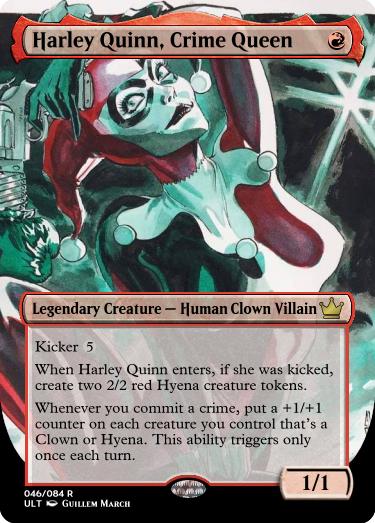 Harley Quinn, Crime Queen
Legendary Creature — Human Clown Villain
Kicker 5
When Harley Quinn enters, if she was kicked,
create two 2/2 red Hyena creature tokens.
Whenever you commit a crime, put a +1/+1
counter on each creature you control that's a
Clown or Hyena. This ability triggers only
once each turn.
1/1
046/084 R
ULT GUILLEM MARCH